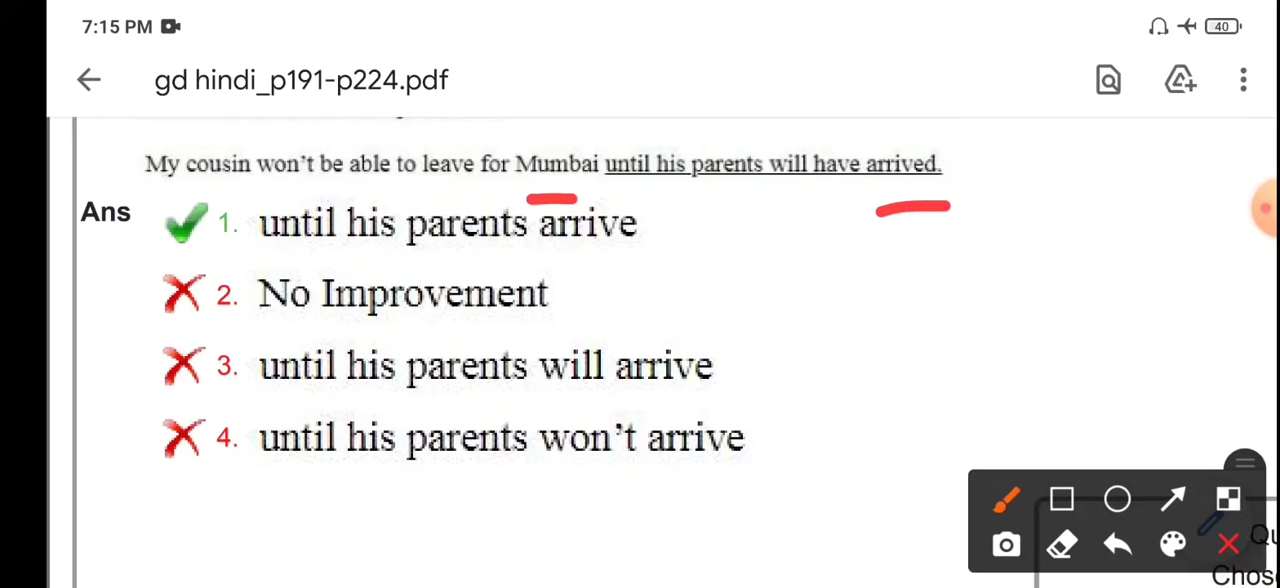 7:15 PM 40
gd hindi_p191-p224.pdf
My cousin won't be able to leave for Mumbai until his parents will have arrived.
Ans
1. until his parents arrive
2. No Improvement
3. until his parents will arrive
4. until his parents won't arrive
Qu
Chos